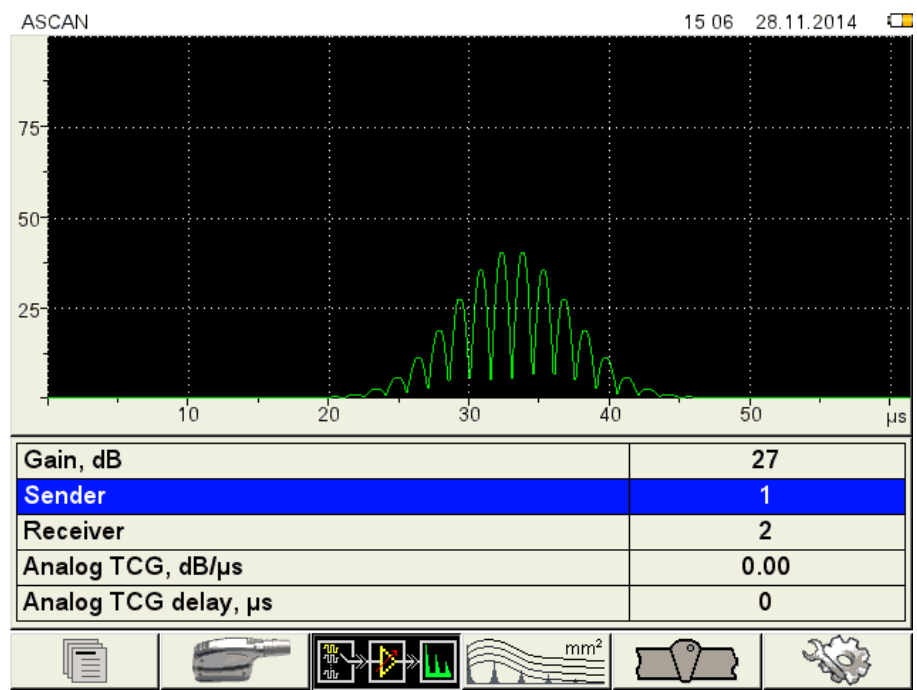 ASCAN 15 06 28.11.2014
75
50
25
10 20 30 40 50 µs
Gain, dB 27
Sender 1
Receiver 2
Analog TCG, dB/µs 0.00
Analog TCG delay, µs 0
mm²